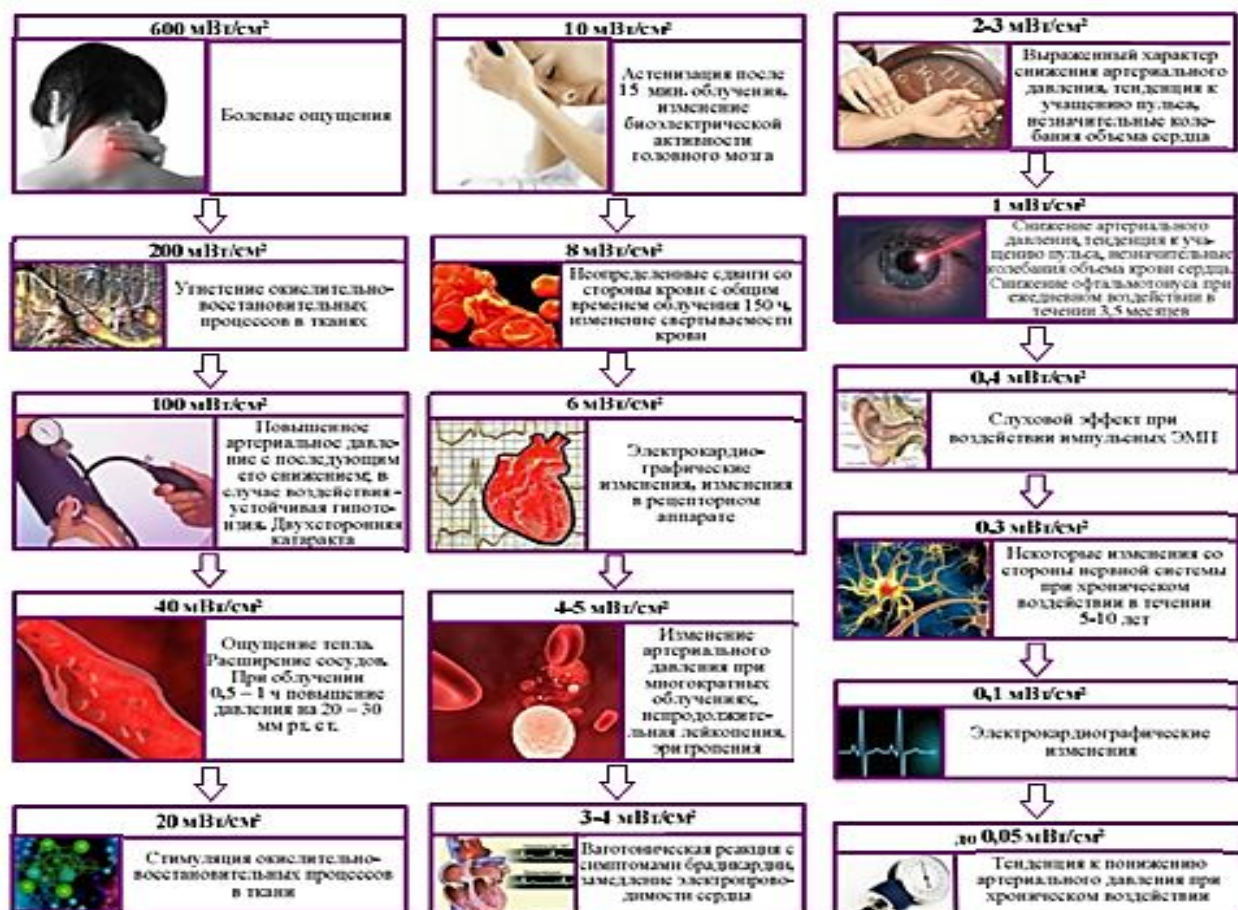 600 мВт/см²
Болевые ощущения
200 мВт/см²
Угнетение окислительно-
восстановительных
процессов в тканях
100 мВт/см²
Повышенное
артериальное давле-
ние с последующим
его снижением; в
случае воздействия -
устойчивая гипото-
нзия. Двухсторонняя
катаракта
40 мВт/см²
Ощущение тепла.
Расширение сосудов.
При облучении
0,5 – 1 ч повышение
давления на 20 – 30
мм рт. ст.
20 мВт/см²
Стимуляция окислительно-
восстановительных процессов
в ткани
10 мВт/см²
Астенизация после
15 мин. облучения,
изменение
биоэлектрической
активности
головного мозга
8 мВт/см²
Неопределенные сдвиги со
стороны крови с общим
временем облучения 150 ч,
изменение свертываемости
крови
6 мВт/см²
Электрокардио-
графические
изменения, изменения
в рецепторном
аппарате
4-5 мВт/см²
Изменение
артериального
давления при
многократных
облучениях,
непродолжите-
льная лейкопения,
эритропения
3-4 мВт/см²
Ваготоническая реакция с
симптомами брадикардии,
замедление электропрово-
димости сердца
2-3 мВт/см²
Выраженный характер
снижения артериального
давления, тенденция к
учащению пульса,
незначительные коле-
бания объема сердца
1 мВт/см²
Снижение артериального
давления, тенденция к уча-
щению пульса, незначительные
колебания объема крови сердца.
Снижение офтальмотонуса при
ежедневном воздействии в
течении 3,5 месяцев
0,4 мВт/см²
Слуховой эффект при
воздействии импульсных ЭМП
0,3 мВт/см²
Некоторые изменения со
стороны нервной системы
при хроническом
воздействии в течении
5-10 лет
0,1 мВт/см²
Электрокардиографические
изменения
до 0,05 мВт/см²
Тенденция к понижению
артериального давления при
хроническом воздействии